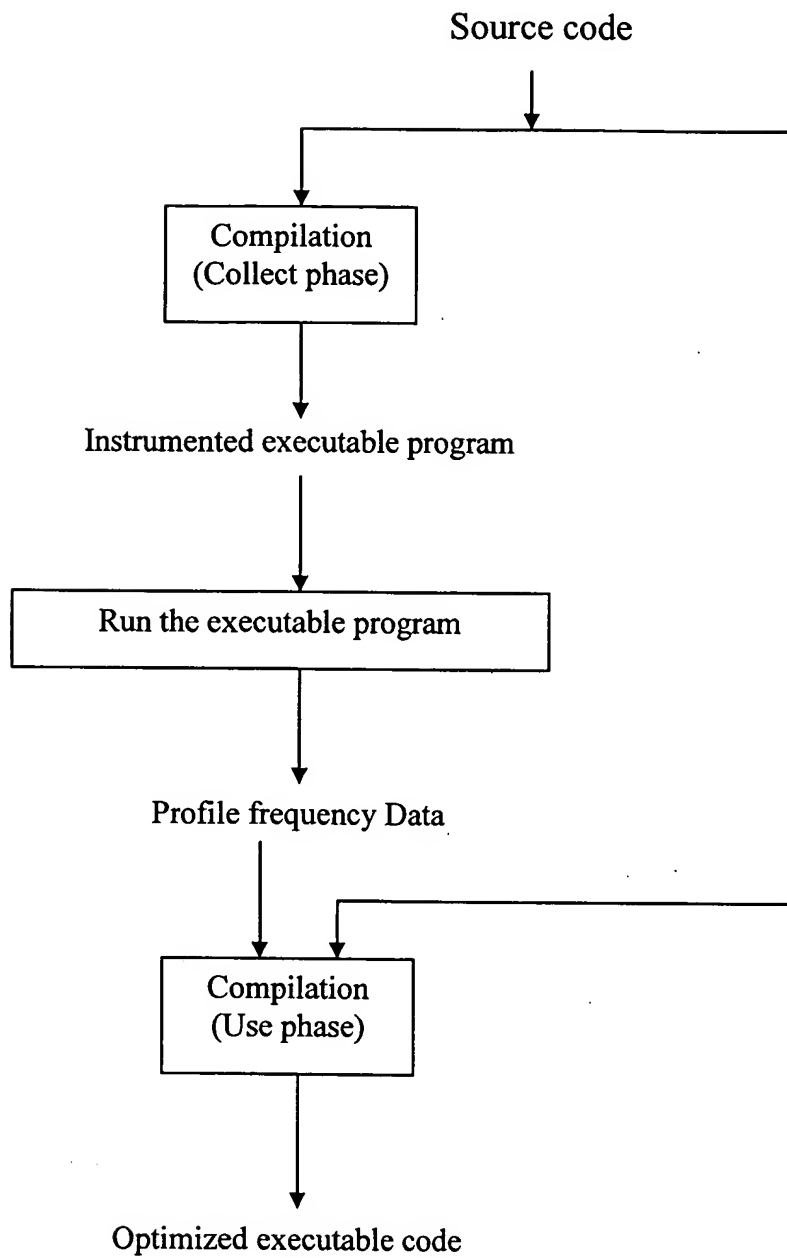 Source code
Compilation
(Collect phase)
Instrumented executable program
Run the executable program
Profile frequency Data
Compilation
(Use phase)
Optimized executable code